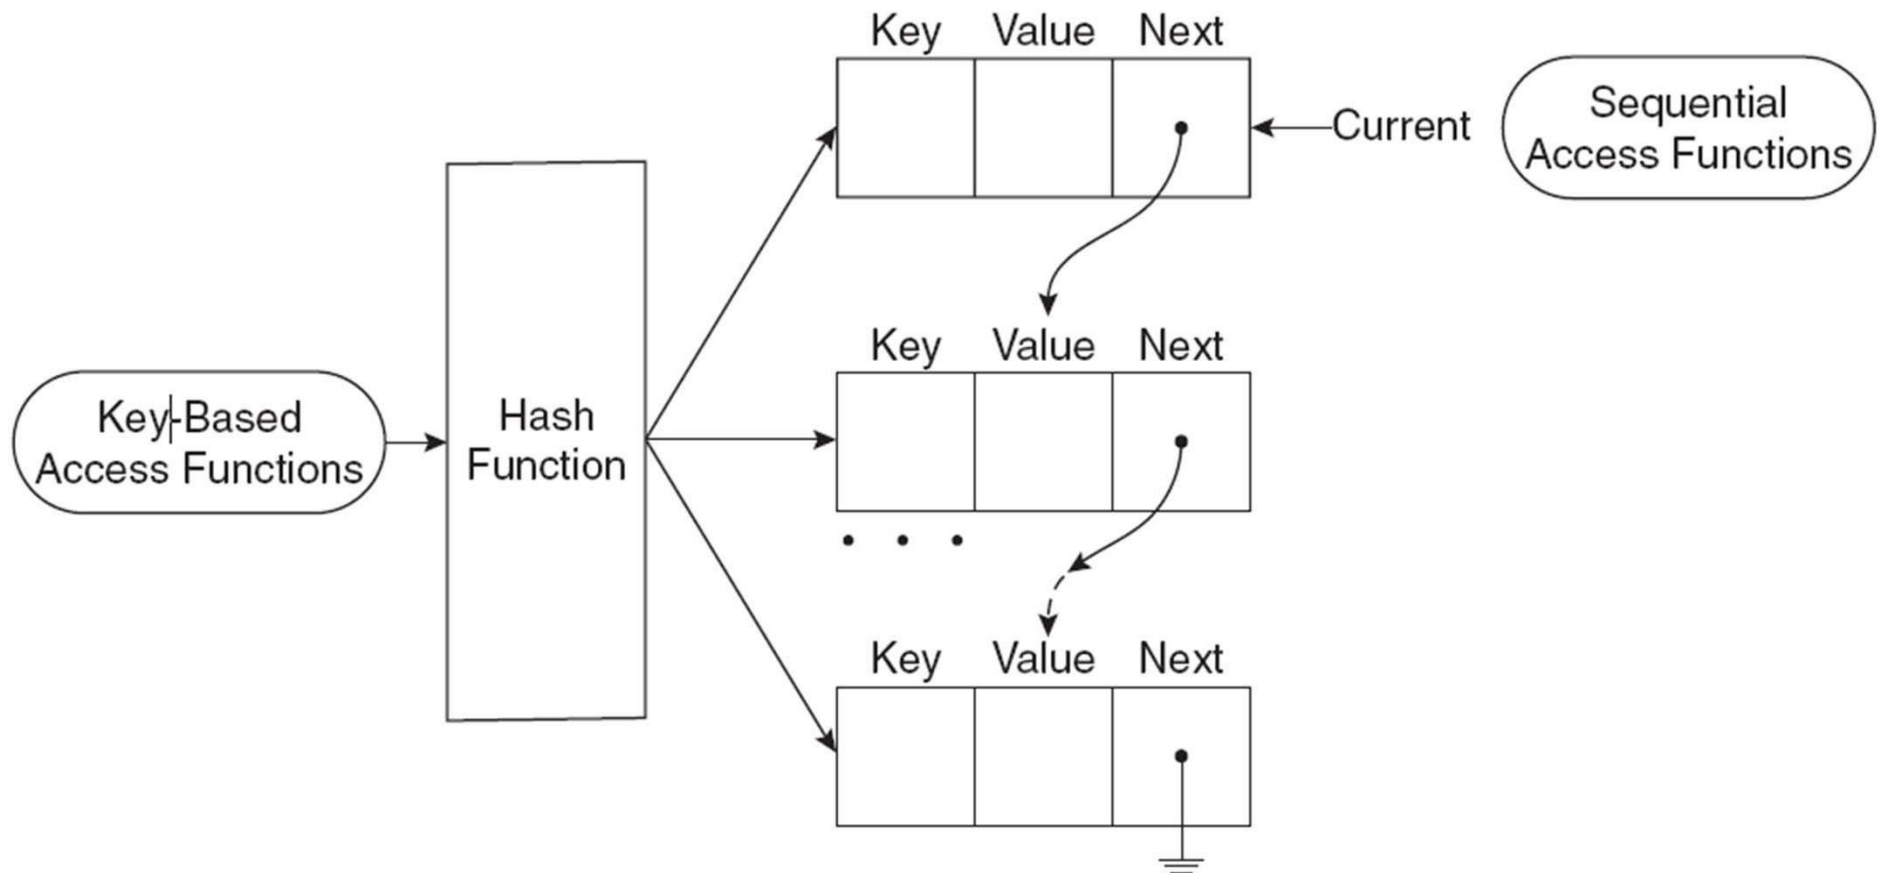 Key Value Next
Current
Sequential
Access Functions
Key Value Next
Key-Based
Access Functions
Hash
Function
Key Value Next